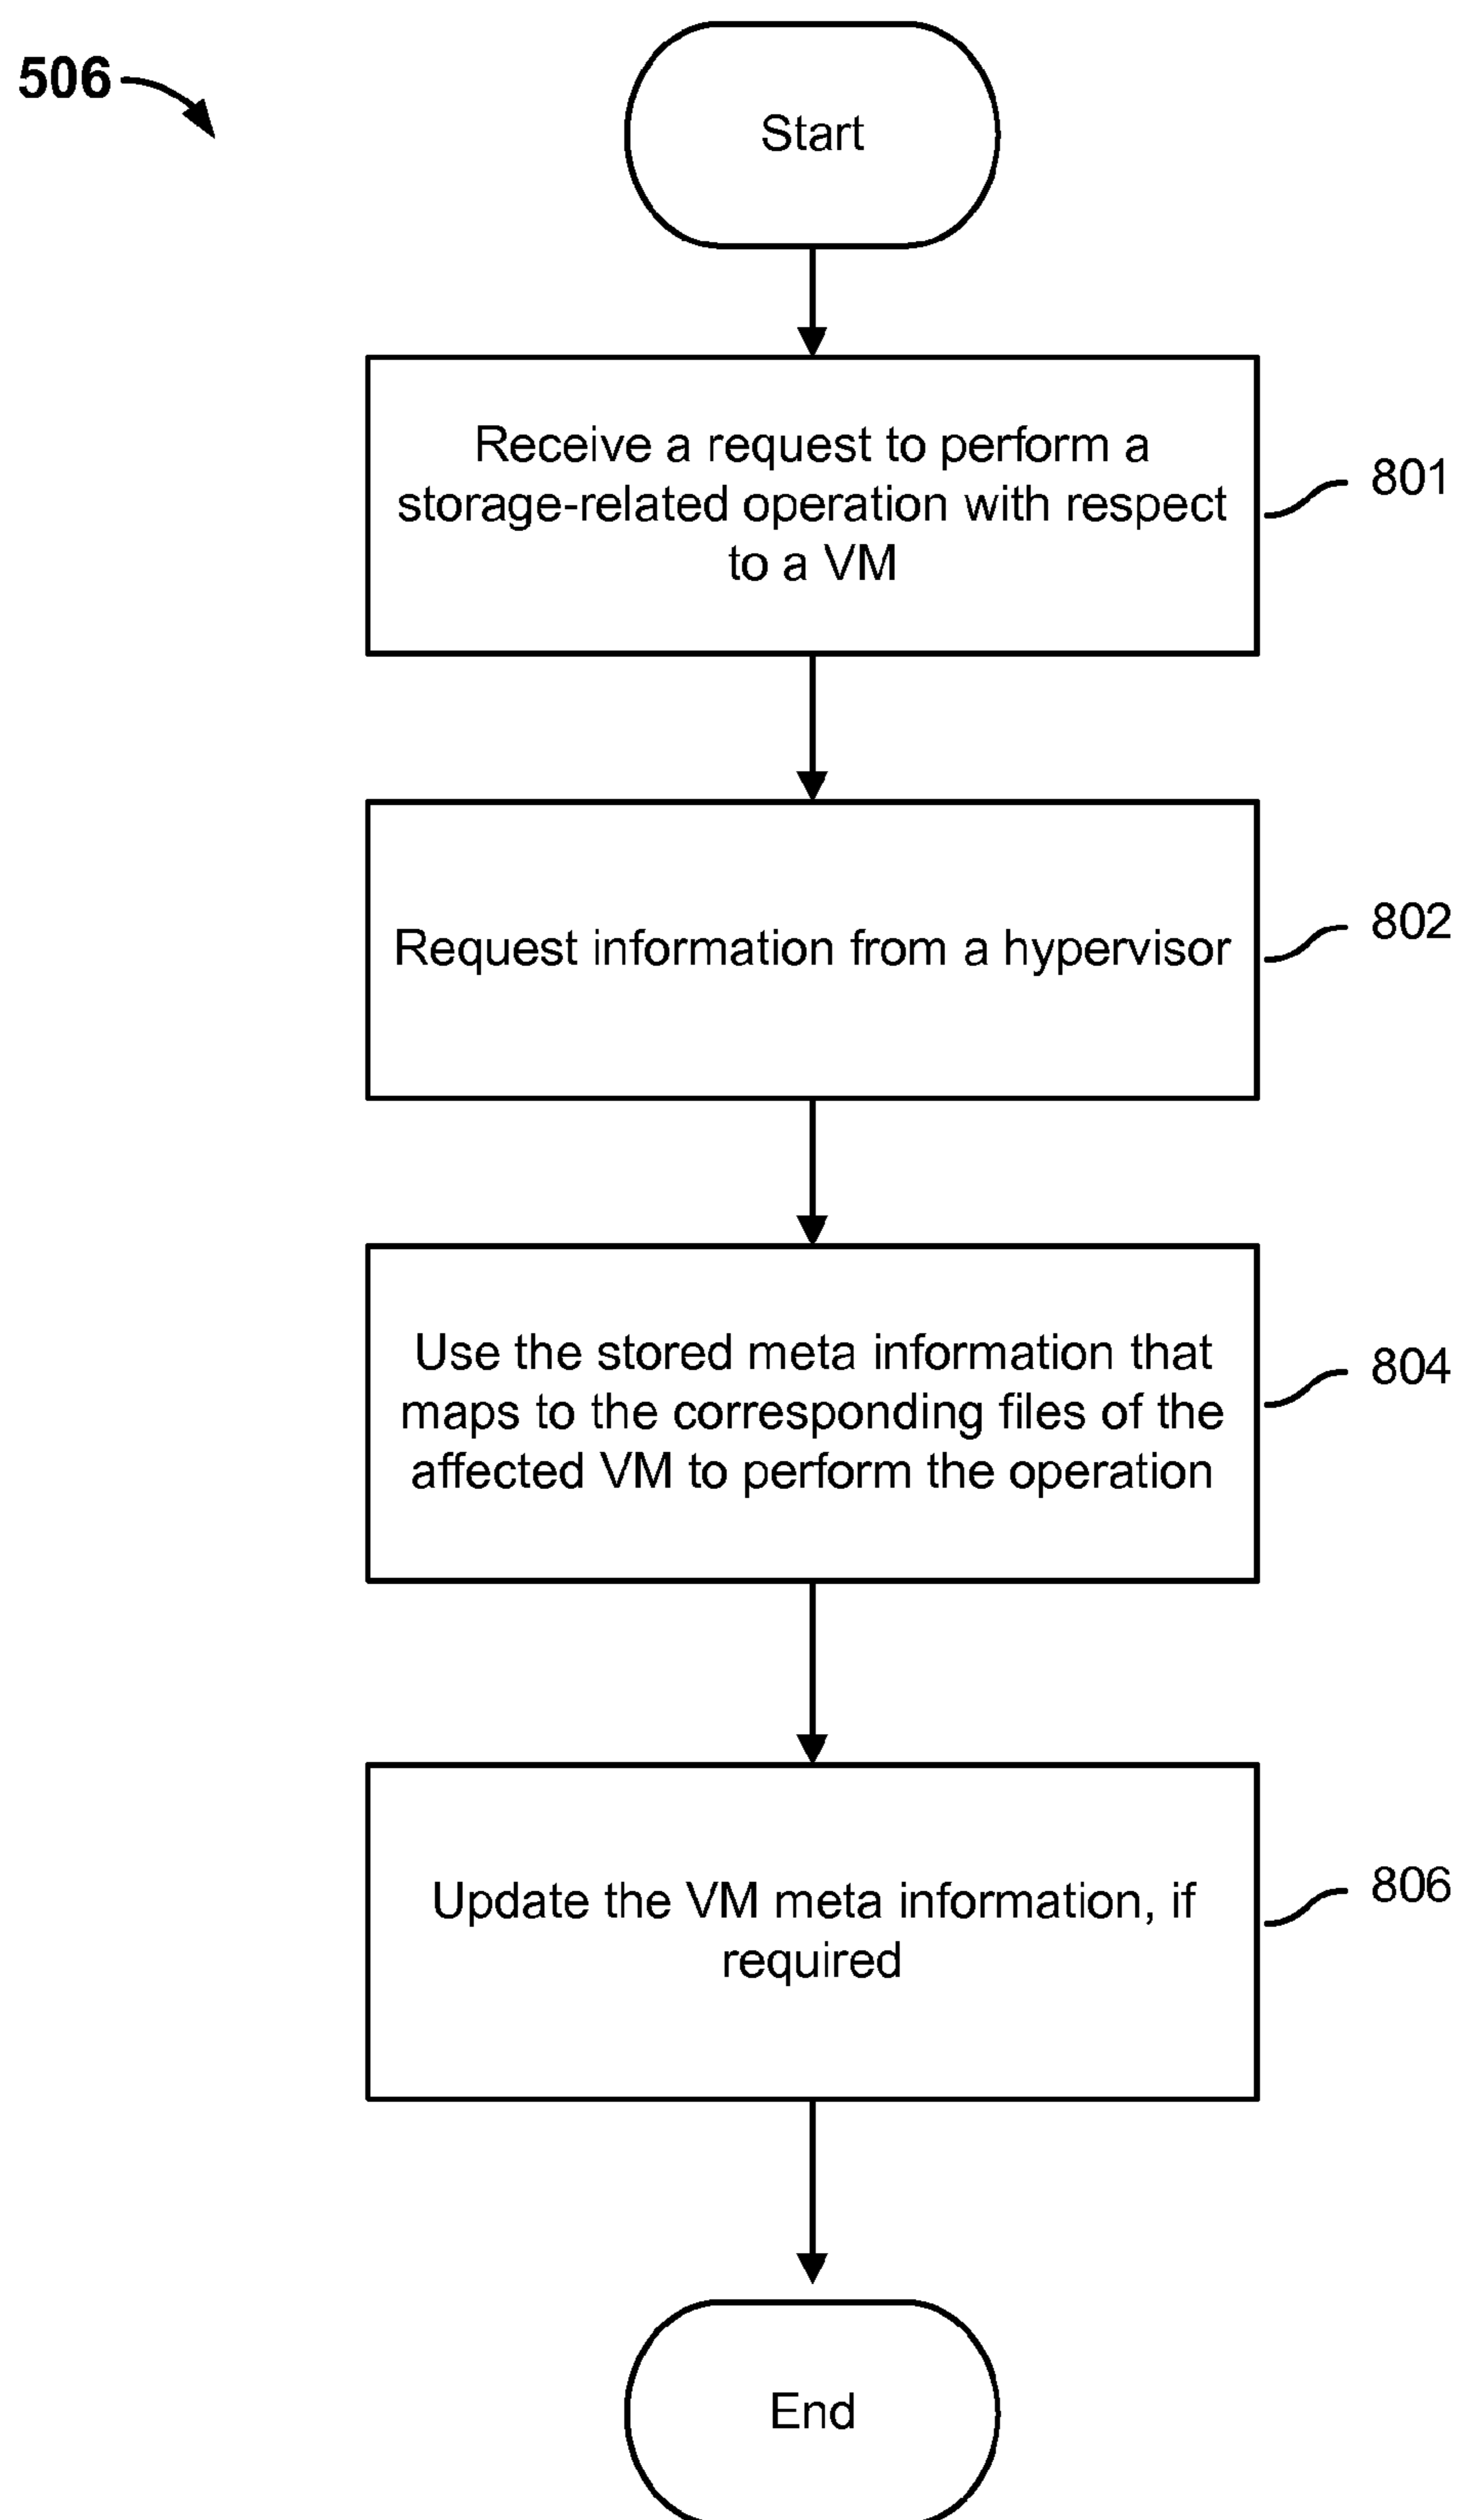 506
Start
Receive a request to perform a
storage-related operation with respect
to a VM
801
Request information from a hypervisor
802
Use the stored meta information that
maps to the corresponding files of the
affected VM to perform the operation
804
Update the VM meta information, if
required
806
End